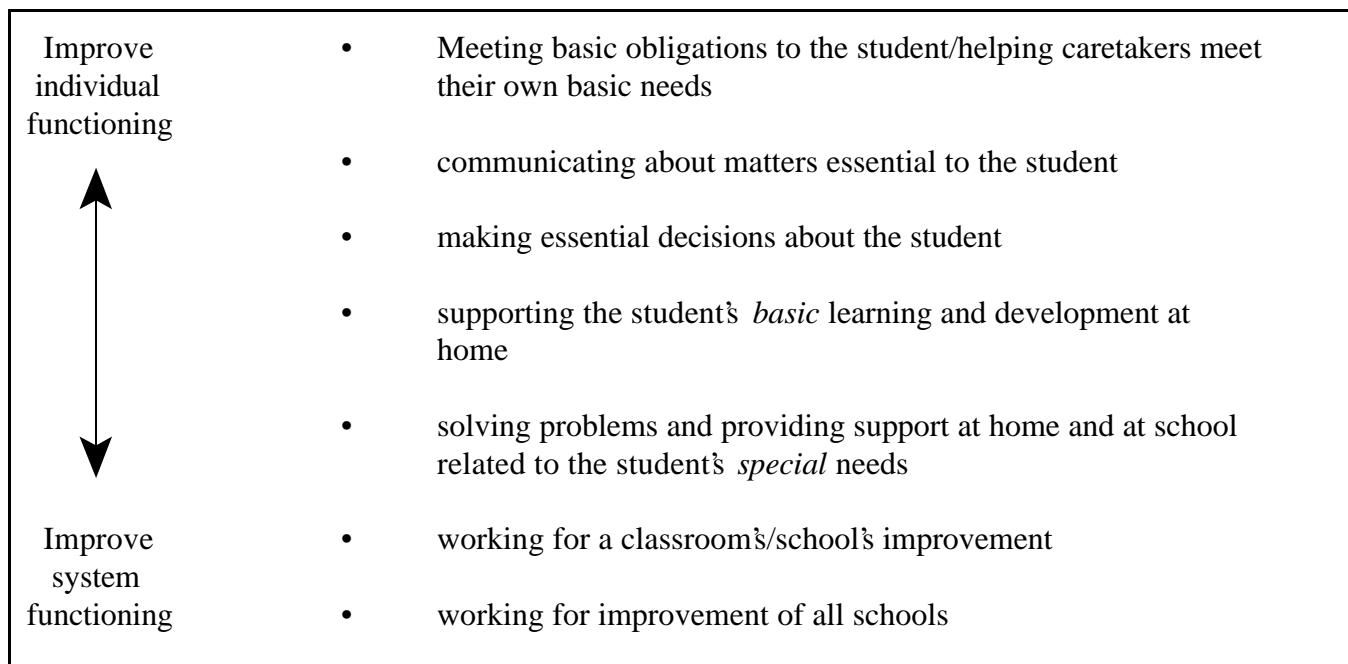 Improve
individual
functioning
• Meeting basic obligations to the student/helping caretakers meet
their own basic needs
• communicating about matters essential to the student
• making essential decisions about the student
• supporting the student's basic learning and development at
home
• solving problems and providing support at home and at school
related to the student's special needs
Improve
system
functioning
• working for a classroom's/school's improvement
• working for improvement of all schools